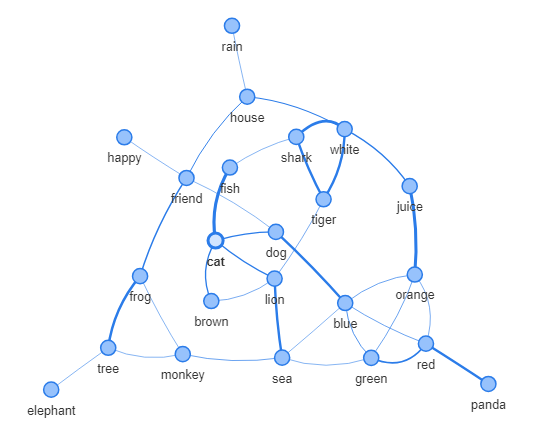 rain
house
white
shark
happy
fish
friend
juice
tiger
dog
cat
lion
frog
orange
brown
blue
tree
monkey
sea
green
red
elephant
panda